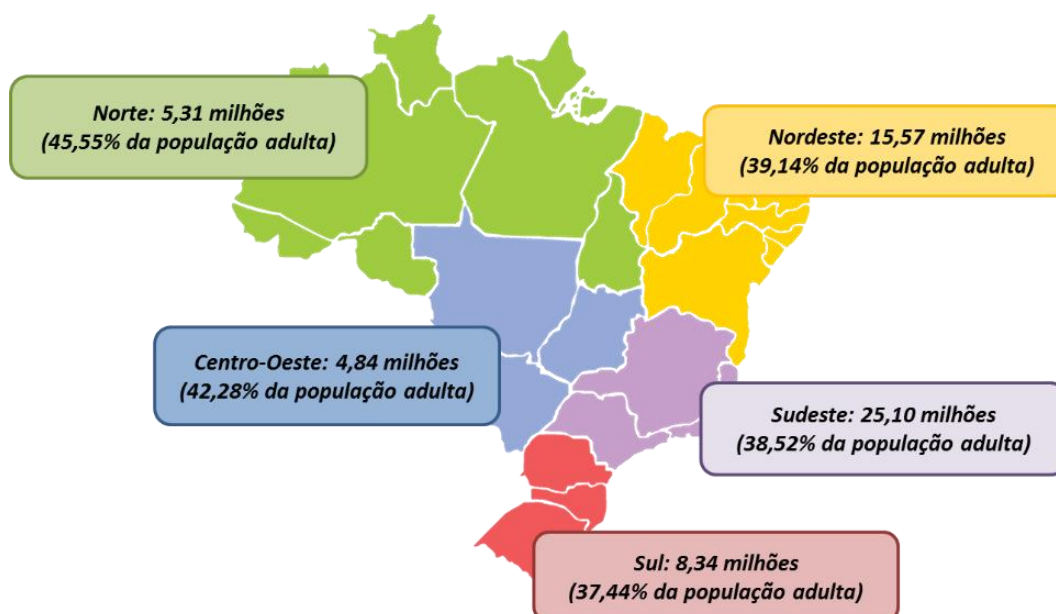 Norte: 5,31 milhões
(45,55% da população adulta)
Nordeste: 15,57 milhões
(39,14% da população adulta)
Centro-Oeste: 4,84 milhões
(42,28% da população adulta)
Sudeste: 25,10 milhões
(38,52% da população adulta)
Sul: 8,34 milhões
(37,44% da população adulta)